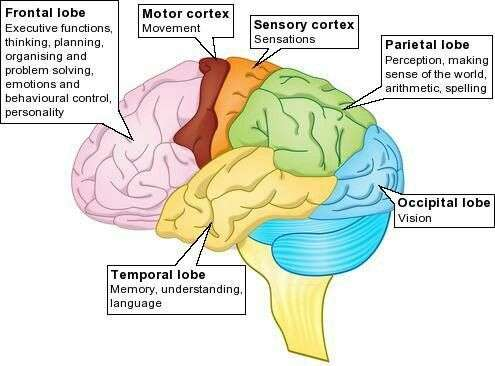 Frontal lobe
Executive functions,
thinking, planning,
organising and
problem solving,
emotions and
behavioural control,
personality
Motor cortex
Movement
Sensory cortex
Sensations
Parietal lobe
Perception, making
sense of the world,
arithmetic, spelling
Occipital lobe
Vision
Temporal lobe
Memory, understanding,
language